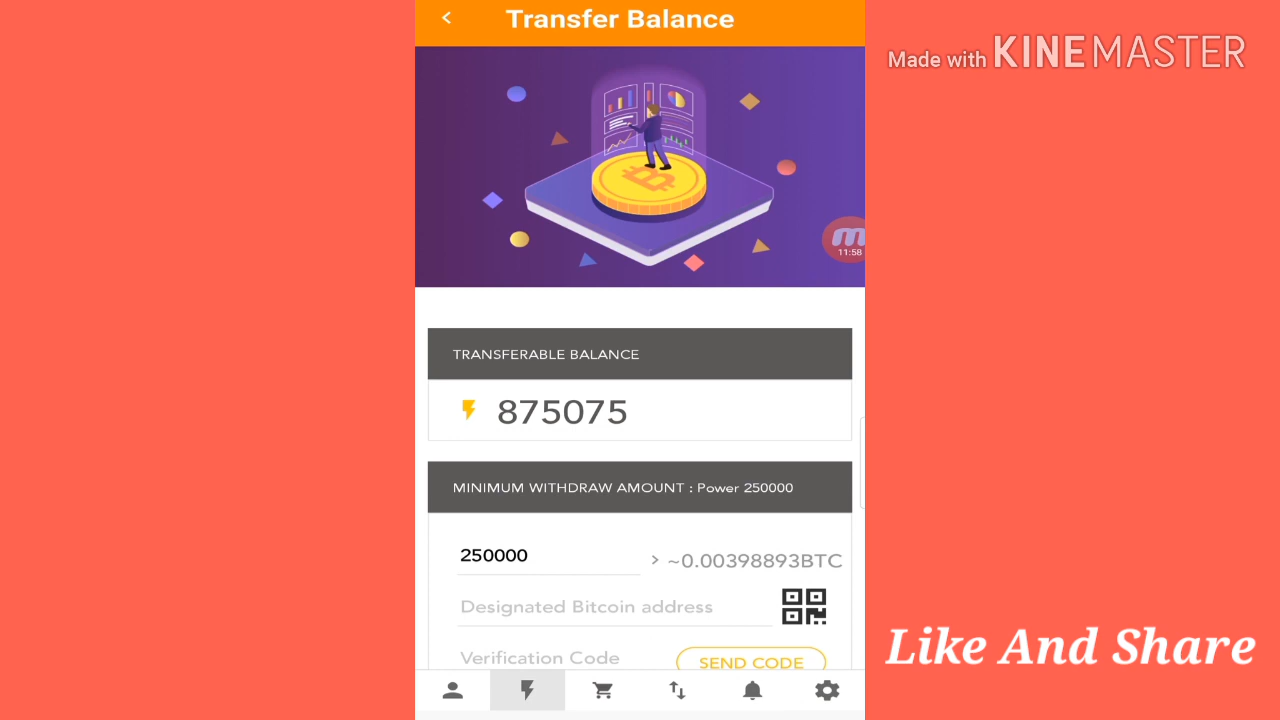 Transfer Balance
Made with KINEMASTER
11:58
TRANSFERABLE BALANCE
875075
MINIMUM WITHDRAW AMOUNT : Power 250000
250000 > ~0.00398893BTC
Designated Bitcoin address
Verification Code SEND CODE
Like And Share